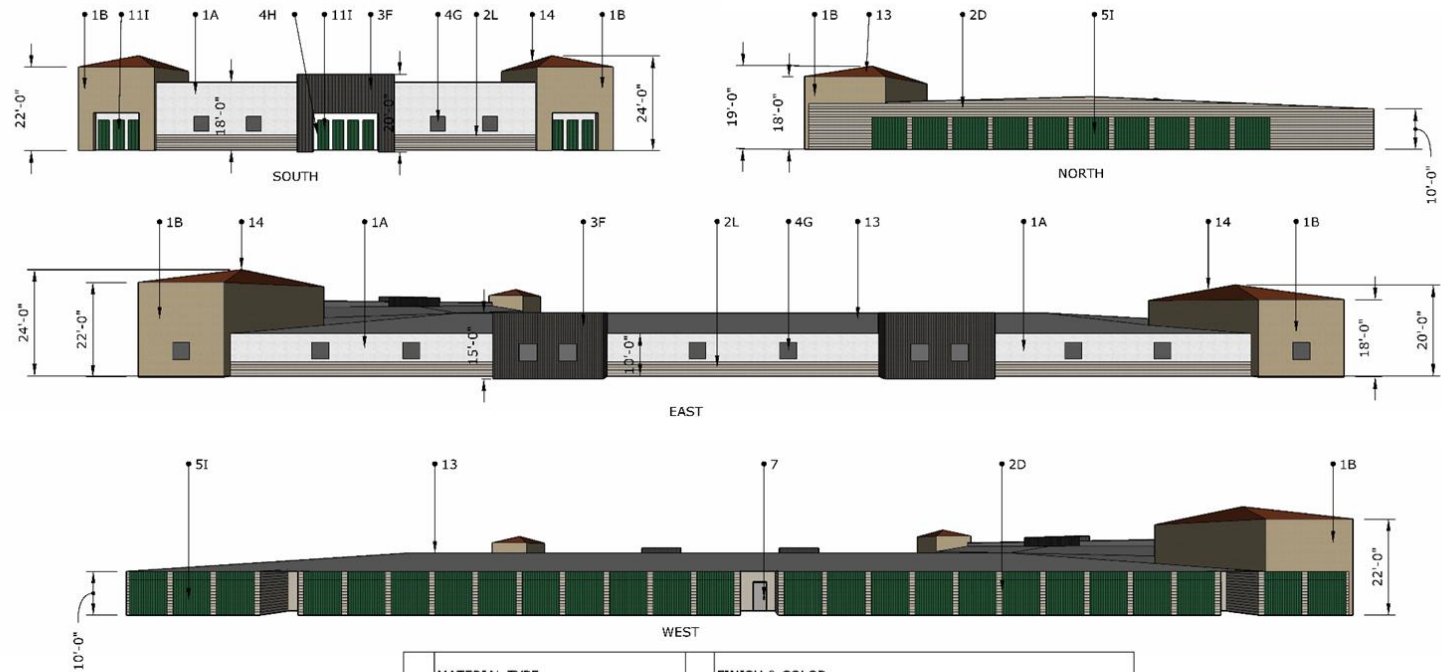 1B 11I 1A 4H 11I 3F 4G 2L 14 1B
22'-0" 18'-0" 20'-0" 24'-0"
SOUTH
1B 13 2D 5I
19'-0" 18'-0" 10'-0"
NORTH
1B 14 1A 3F 2L 4G 13 1A 14 1B
24'-0" 22'-0" 15'-0" 10'-0" 18'-0" 20'-0"
EAST
5I 13 7 2D 1B
10'-0" 22'-0"
WEST
MATERIAL TYPE FINISH & COLOR